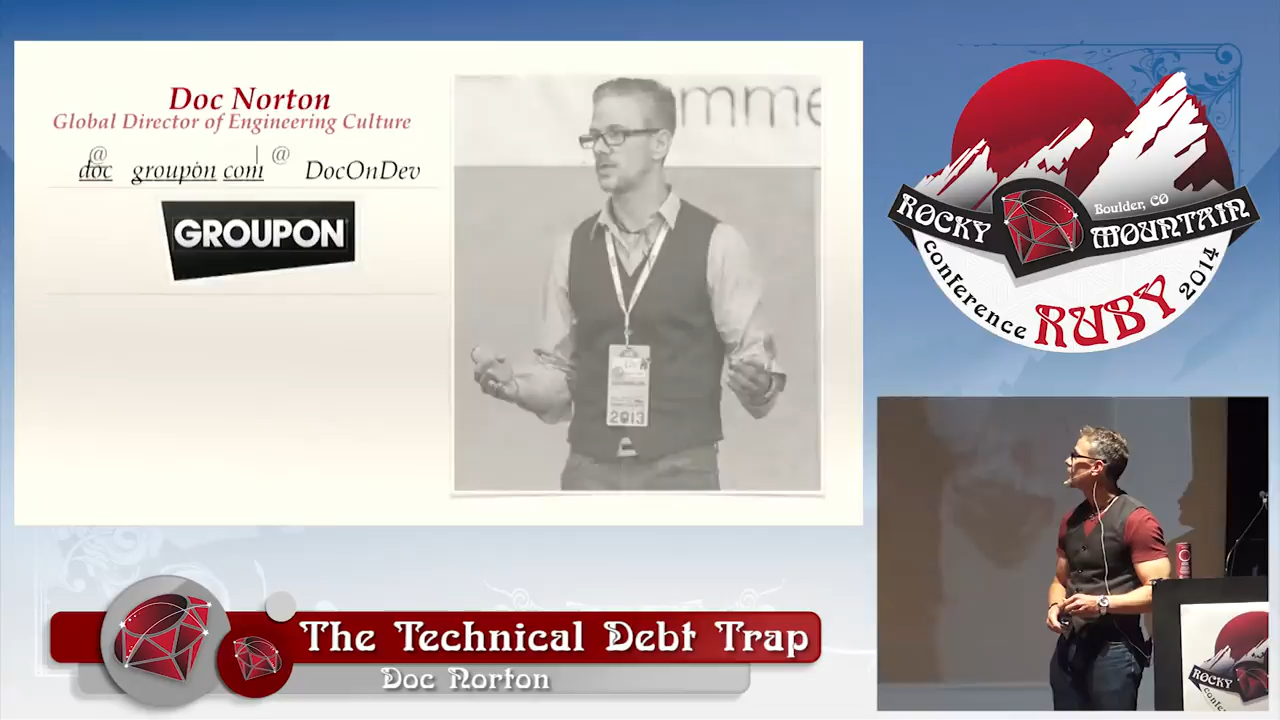 Doc Norton
Global Director of Engineering Culture
doc@groupon.com | @DocOnDev
GROUPON
mme
2013
ROCKY MOUNTAIN
Boulder, CO
conference RUBY 2014
The Technical Debt Trap
Doc Norton
ROCKY